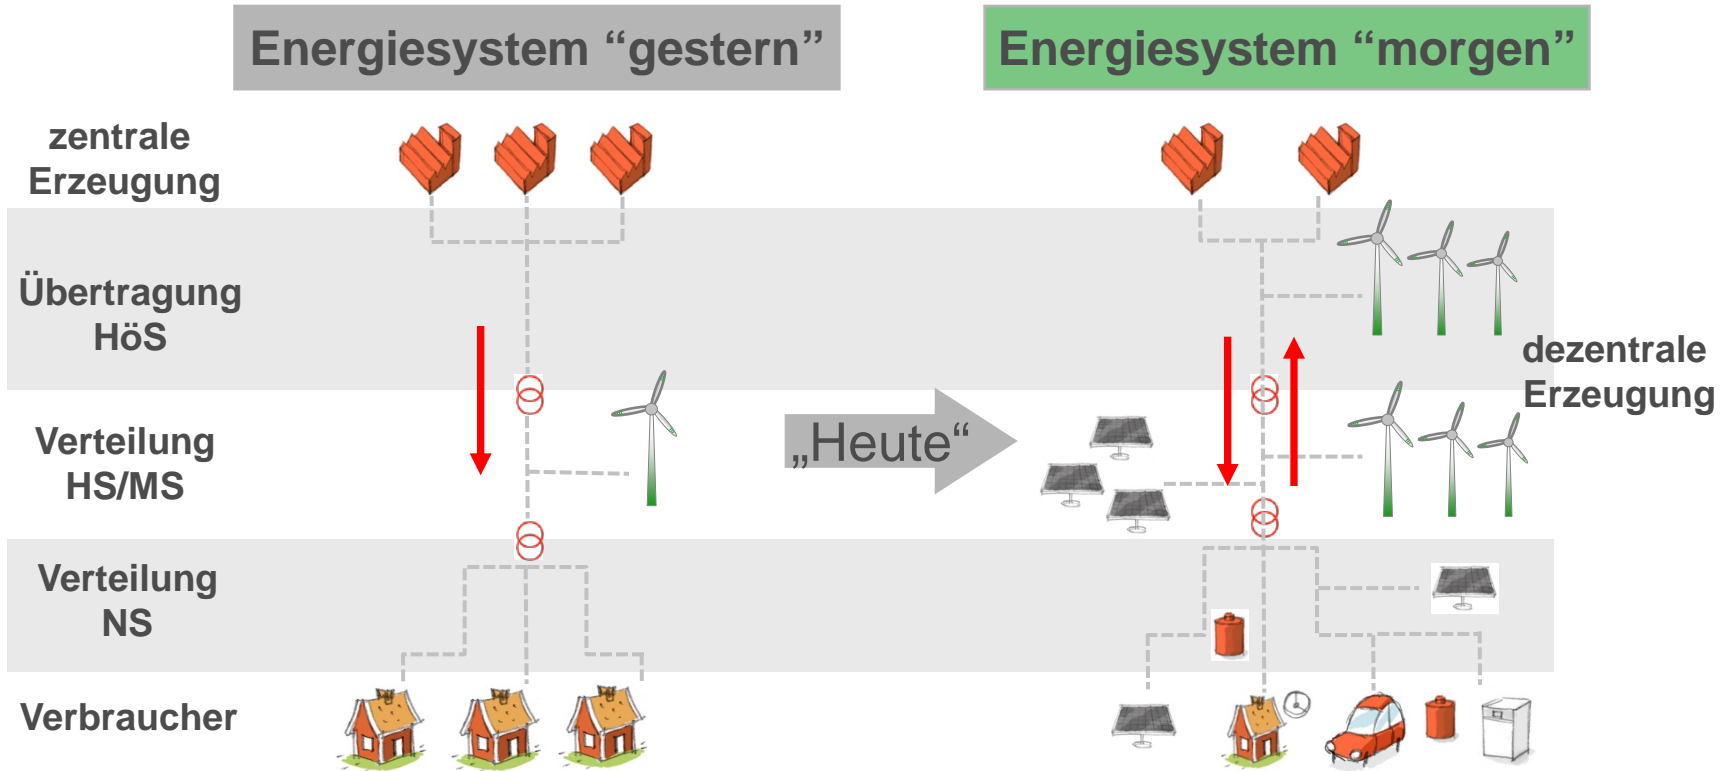 Energiesystem “gestern”
Energiesystem “morgen”
zentrale
Erzeugung
Übertragung
HöS
dezentrale
Erzeugung
„Heute“
Verteilung
HS/MS
Verteilung
NS
Verbraucher